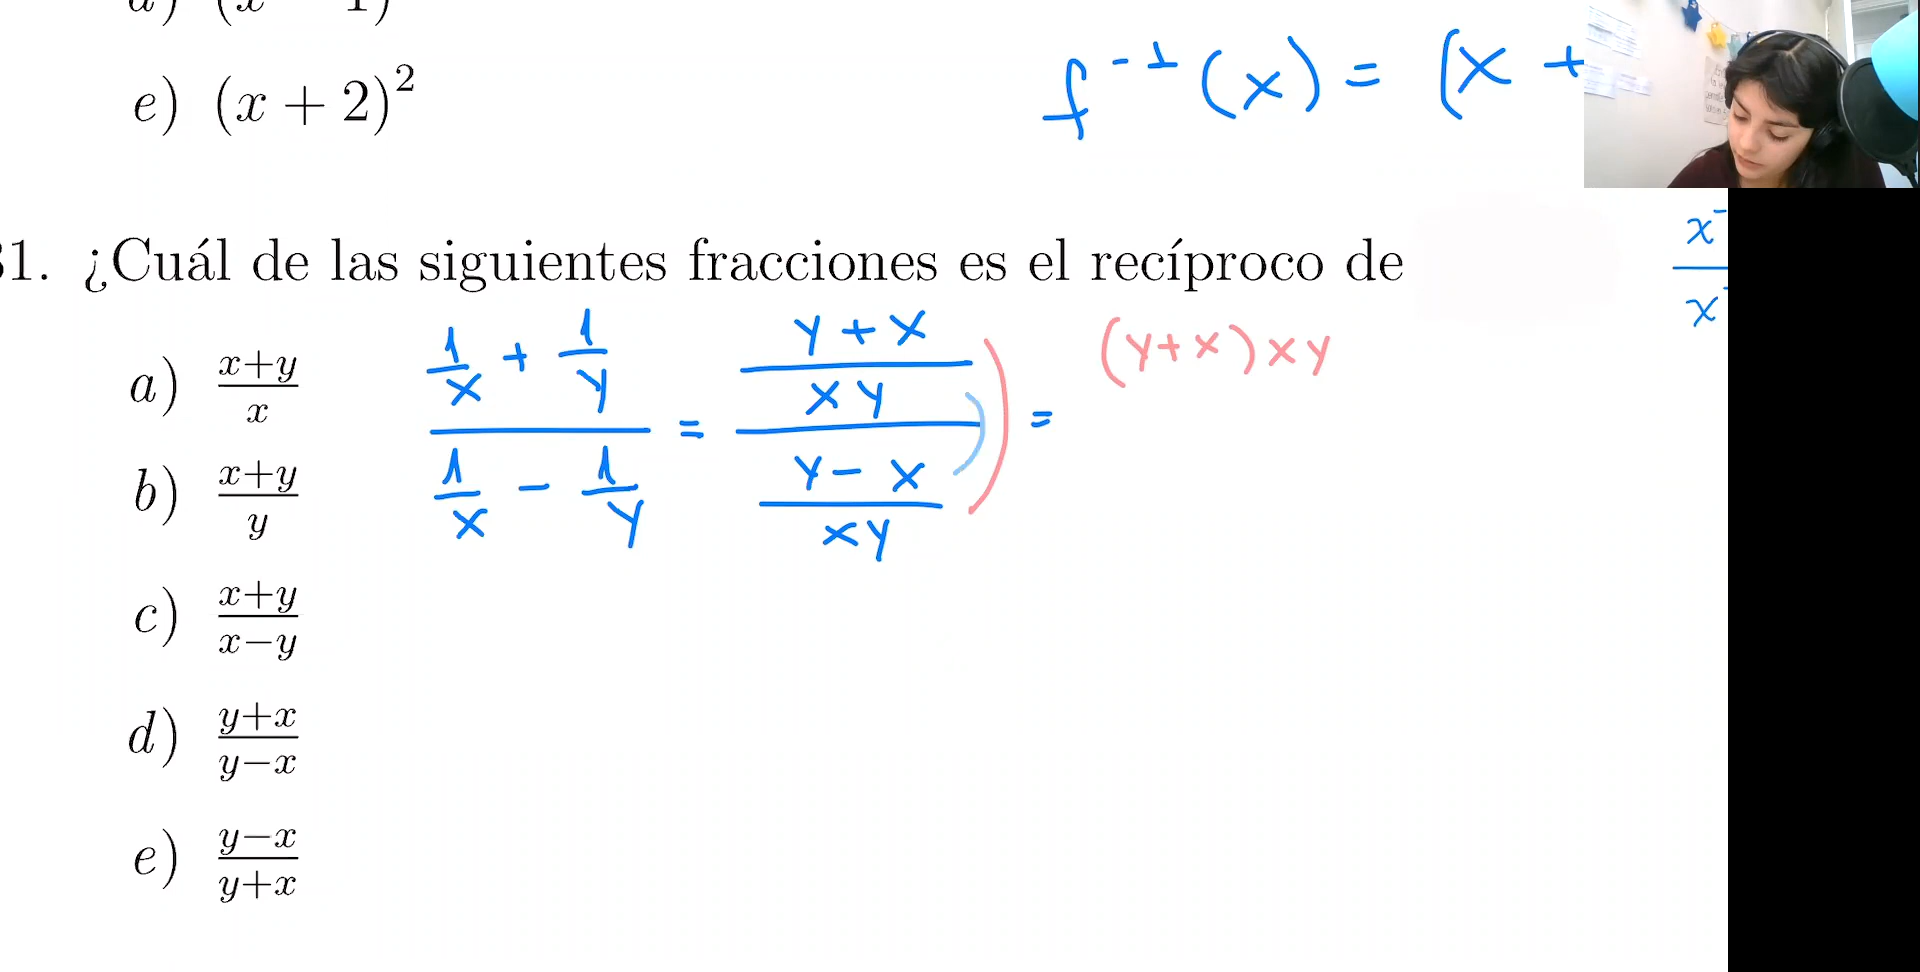 e) (x + 2)²
f⁻¹(x) = (x +
1. ¿Cuál de las siguientes fracciones es el recíproco de
x⁻
x⁻
a) (x+y)/x
(1/x + 1/y)/(1/x - 1/y) = ((y + x)/(xy))/((y - x)/(xy)) = (y+x)xy
b) (x+y)/y
c) (x+y)/(x−y)
d) (y+x)/(y−x)
e) (y−x)/(y+x)